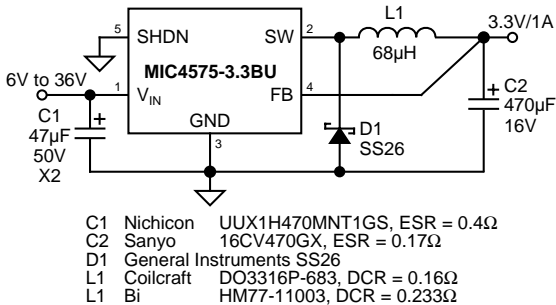 L1
3.3V/1A
5 SHDN SW 2
68µH
MIC4575-3.3BU
6V to 36V
1 VIN FB 4
C1 + GND + C2
47µF 3 D1 470µF
50V SS26 16V
X2
C1 Nichicon UUX1H470MNT1GS, ESR = 0.4Ω
C2 Sanyo 16CV470GX, ESR = 0.17Ω
D1 General Instruments SS26
L1 Coilcraft DO3316P-683, DCR = 0.16Ω
L1 Bi HM77-11003, DCR = 0.233Ω